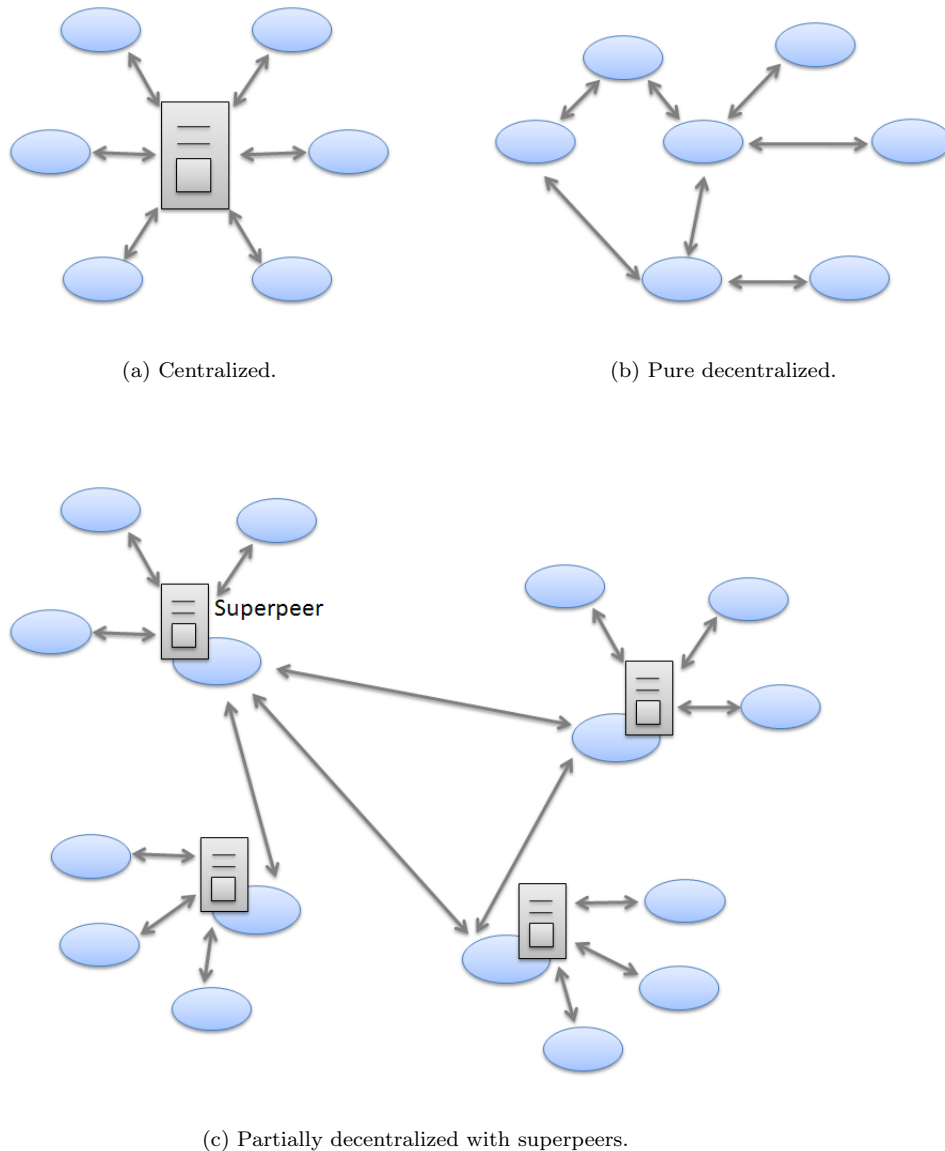 (a) Centralized.
(b) Pure decentralized.
Superpeer
(c) Partially decentralized with superpeers.